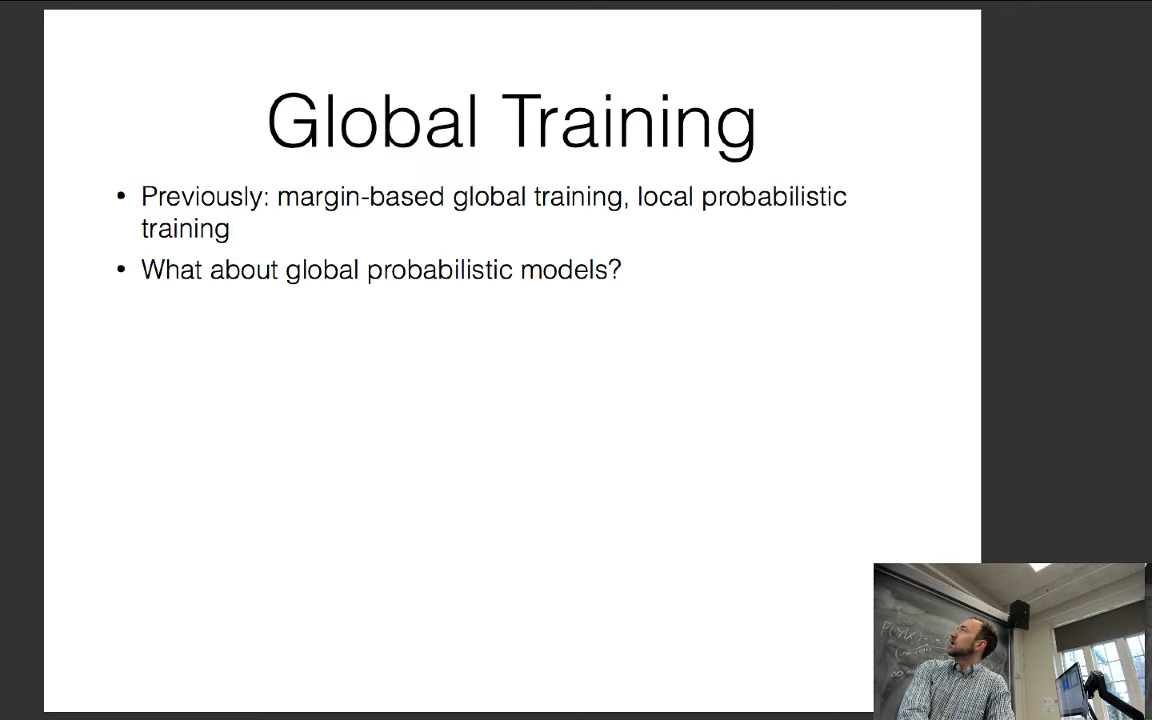 Global Training
• Previously: margin-based global training, local probabilistic
training
• What about global probabilistic models?
P(Y|X)